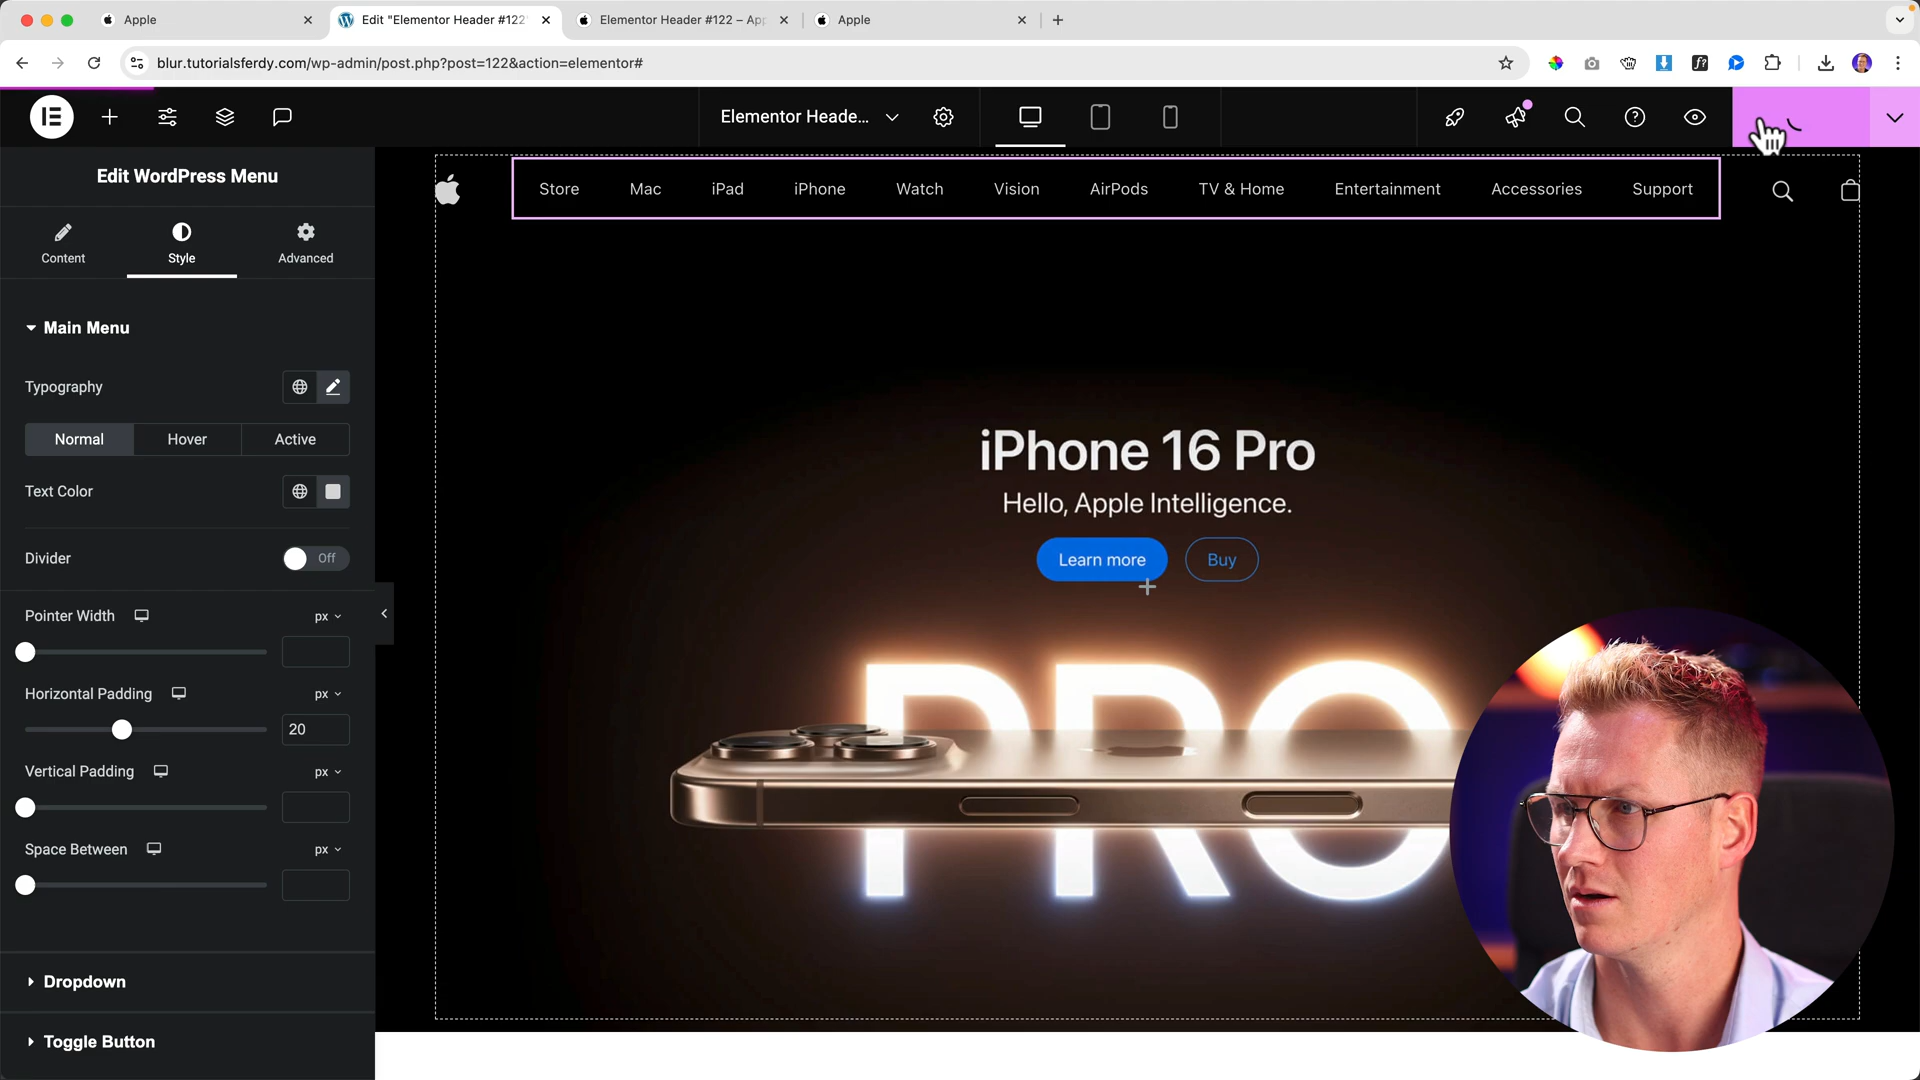 Apple
Edit "Elementor Header #122"
Elementor Header #122 – App
Apple
blur.tutorialsferdy.com/wp-admin/post.php?post=122&action=elementor#
Elementor Heade...
Edit WordPress Menu
Content
Style
Advanced
Main Menu
Typography
Normal
Hover
Active
Text Color
Divider
Off
Pointer Width
px
Horizontal Padding
px
20
Vertical Padding
px
Space Between
px
Dropdown
Toggle Button
Store
Mac
iPad
iPhone
Watch
Vision
AirPods
TV & Home
Entertainment
Accessories
Support
iPhone 16 Pro
Hello, Apple Intelligence.
Learn more
Buy
PRO